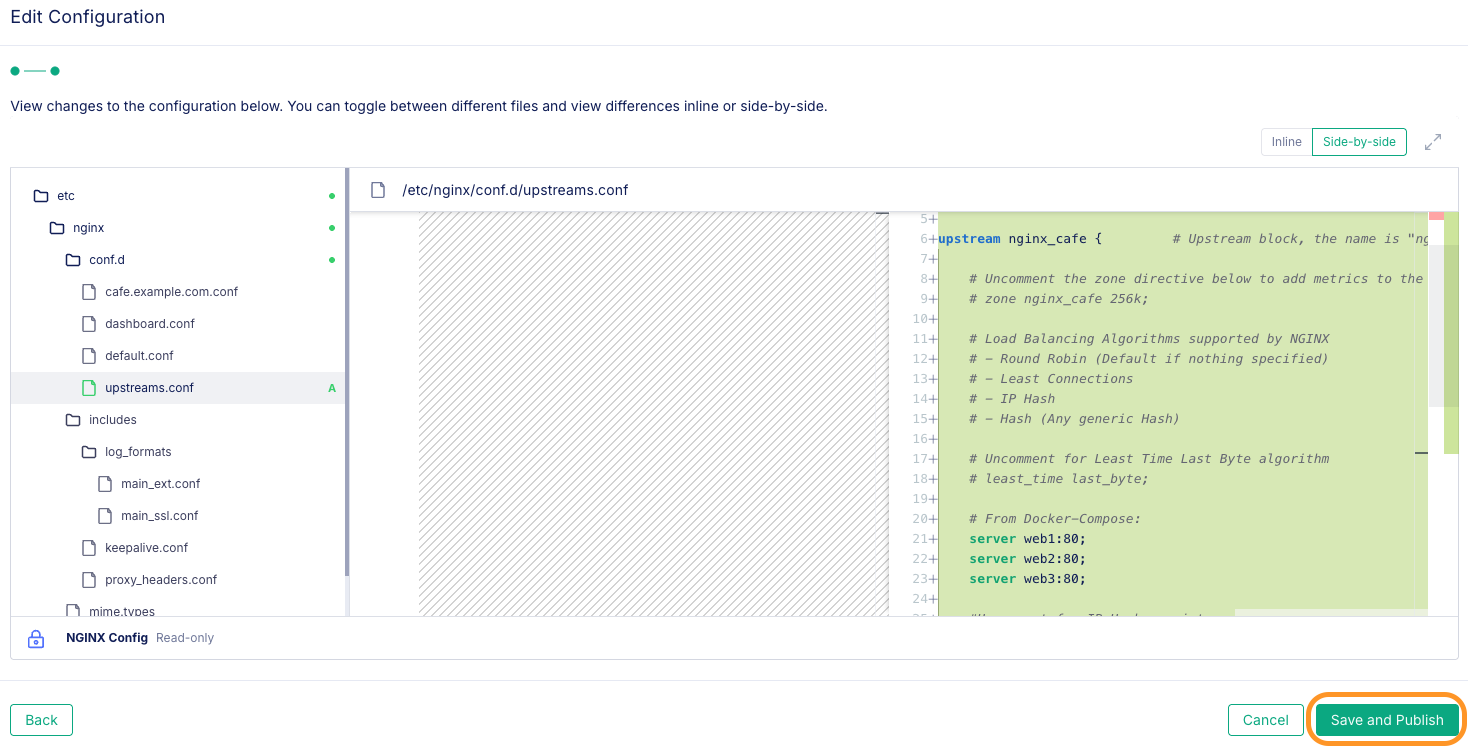 Edit Configuration
View changes to the configuration below. You can toggle between different files and view differences inline or side-by-side.
Inline Side-by-side
etc
nginx
conf.d
cafe.example.com.conf
dashboard.conf
default.conf
upstreams.conf A
includes
log_formats
main_ext.conf
main_ssl.conf
keepalive.conf
proxy_headers.conf
mime.types
/etc/nginx/conf.d/upstreams.conf
5+
6+upstream nginx_cafe { # Upstream block, the name is "ng
7+
8+ # Uncomment the zone directive below to add metrics to the
9+ # zone nginx_cafe 256k;
10+
11+ # Load Balancing Algorithms supported by NGINX
12+ # - Round Robin (Default if nothing specified)
13+ # - Least Connections
14+ # - IP Hash
15+ # - Hash (Any generic Hash)
16+
17+ # Uncomment for Least Time Last Byte algorithm
18+ # least_time last_byte;
19+
20+ # From Docker-Compose:
21+ server web1:80;
22+ server web2:80;
23+ server web3:80;
24+
NGINX Config Read-only
Back
Cancel
Save and Publish